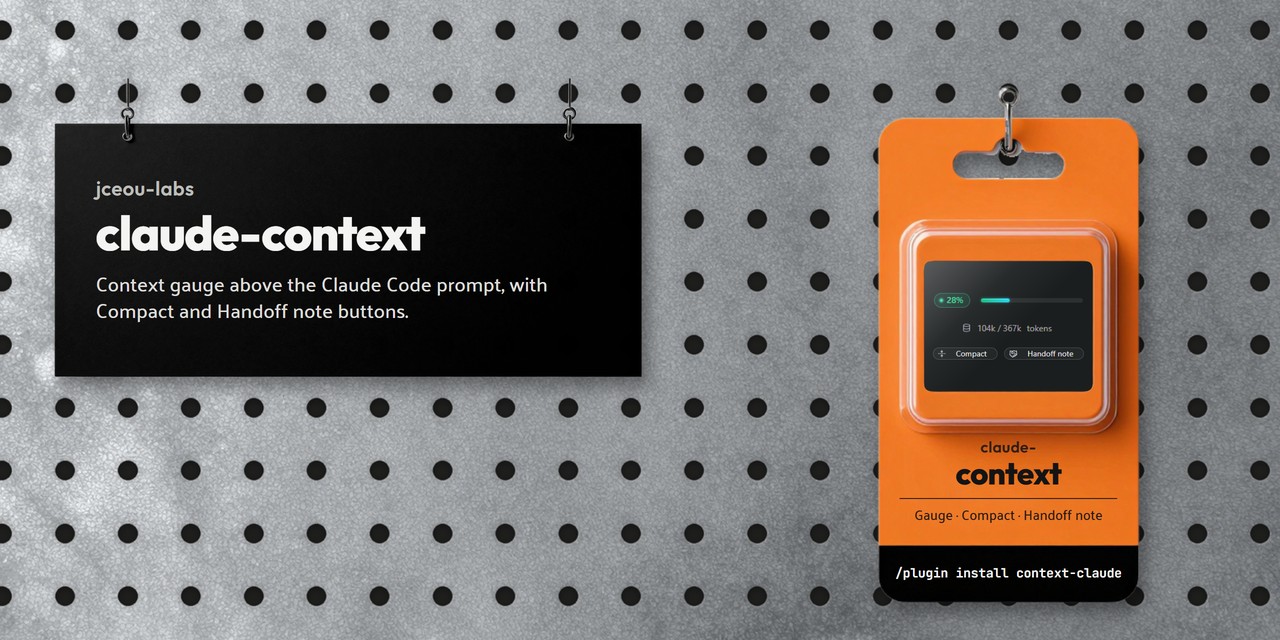 jceou-labs
claude-context
Context gauge above the Claude Code prompt, with
Compact and Handoff note buttons.
28%
104k / 367k tokens
Compact
Handoff note
claude-
context
Gauge · Compact · Handoff note
/plugin install context-claude